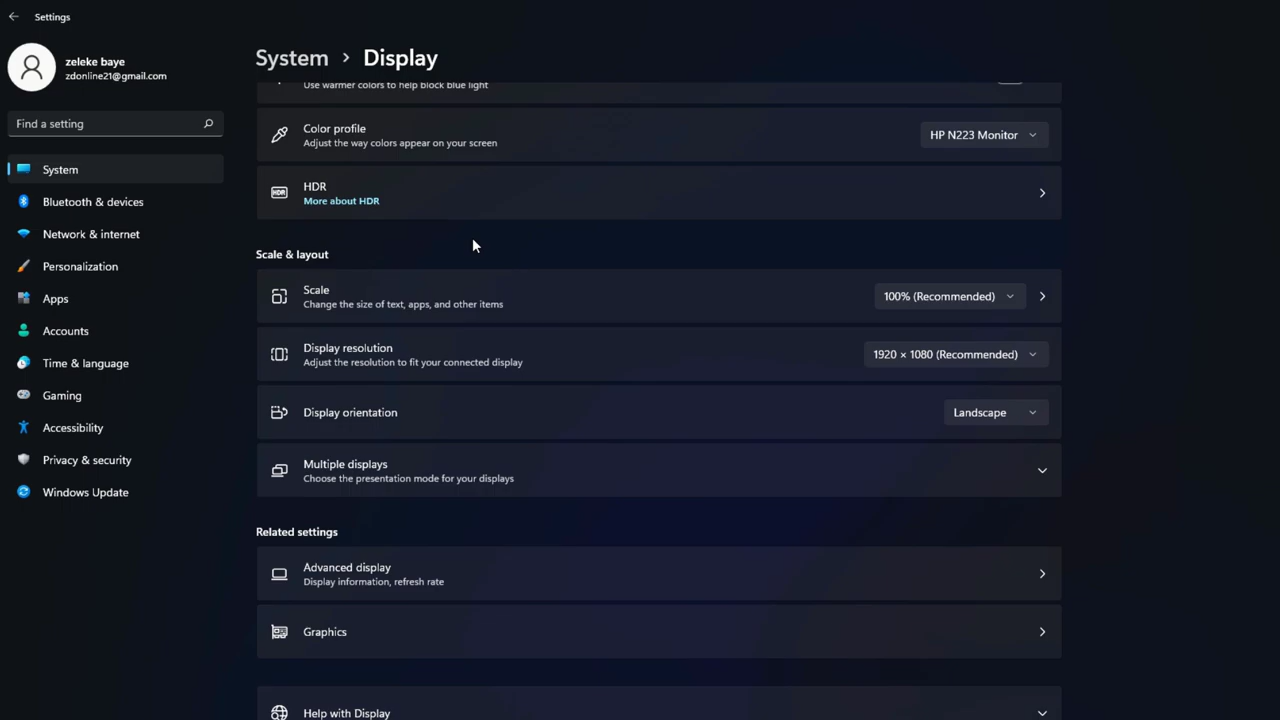 Settings
zeleke baye
zdonline21@gmail.com
Find a setting
System
Bluetooth & devices
Network & internet
Personalization
Apps
Accounts
Time & language
Gaming
Accessibility
Privacy & security
Windows Update
System > Display
Use warmer colors to help block blue light
Color profile
Adjust the way colors appear on your screen
HP N223 Monitor
HDR
HDR
More about HDR
Scale & layout
Scale
Change the size of text, apps, and other items
100% (Recommended)
Display resolution
Adjust the resolution to fit your connected display
1920 × 1080 (Recommended)
Display orientation
Landscape
Multiple displays
Choose the presentation mode for your displays
Related settings
Advanced display
Display information, refresh rate
Graphics
Help with Display